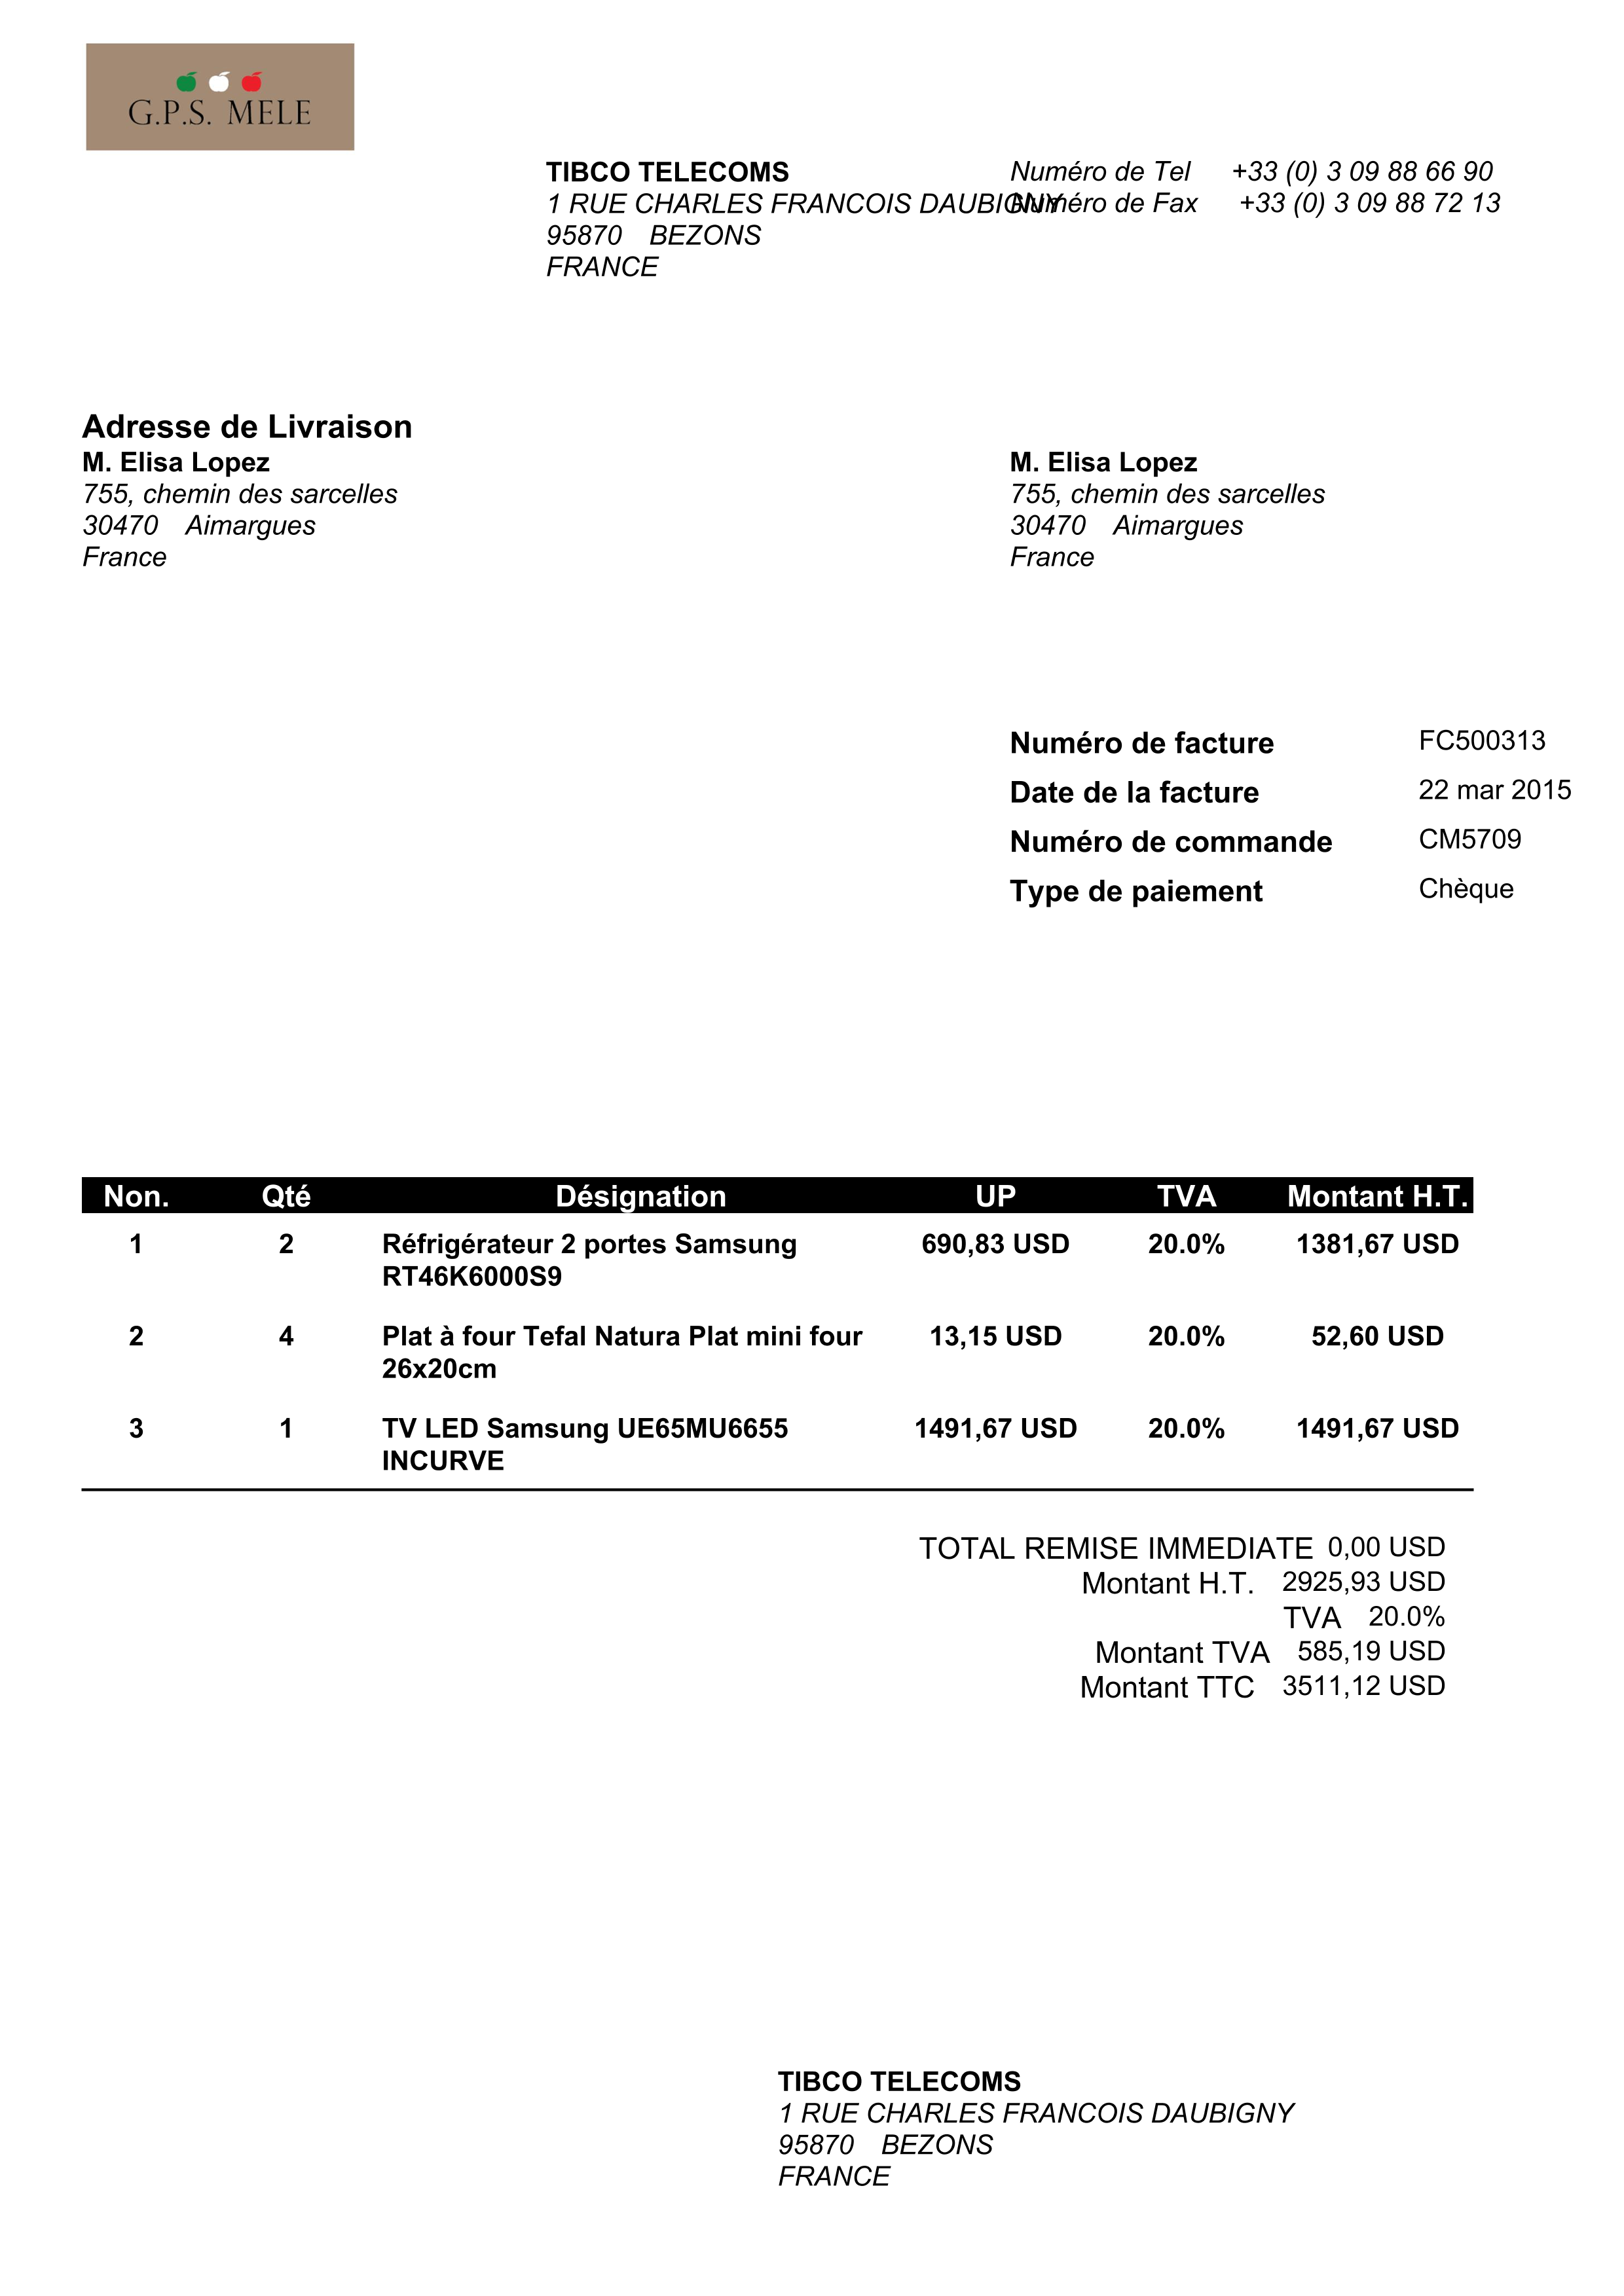 G.P.S. MELE
TIBCO TELECOMS
1 RUE CHARLES FRANCOIS DAUBIGNY
95870 BEZONS
FRANCE
Numéro de Tel +33 (0) 3 09 88 66 90
Numéro de Fax +33 (0) 3 09 88 72 13
Adresse de Livraison
M. Elisa Lopez
755, chemin des sarcelles
30470 Aimargues
France
M. Elisa Lopez
755, chemin des sarcelles
30470 Aimargues
France
Numéro de facture FC500313
Date de la facture 22 mar 2015
Numéro de commande CM5709
Type de paiement Chèque
Non. Qté Désignation UP TVA Montant H.T.
1 2 Réfrigérateur 2 portes Samsung 690,83 USD 20.0% 1381,67 USD
RT46K6000S9
2 4 Plat à four Tefal Natura Plat mini four 13,15 USD 20.0% 52,60 USD
26x20cm
3 1 TV LED Samsung UE65MU6655 1491,67 USD 20.0% 1491,67 USD
INCURVE
TOTAL REMISE IMMEDIATE 0,00 USD
Montant H.T. 2925,93 USD
TVA 20.0%
Montant TVA 585,19 USD
Montant TTC 3511,12 USD
TIBCO TELECOMS
1 RUE CHARLES FRANCOIS DAUBIGNY
95870 BEZONS
FRANCE